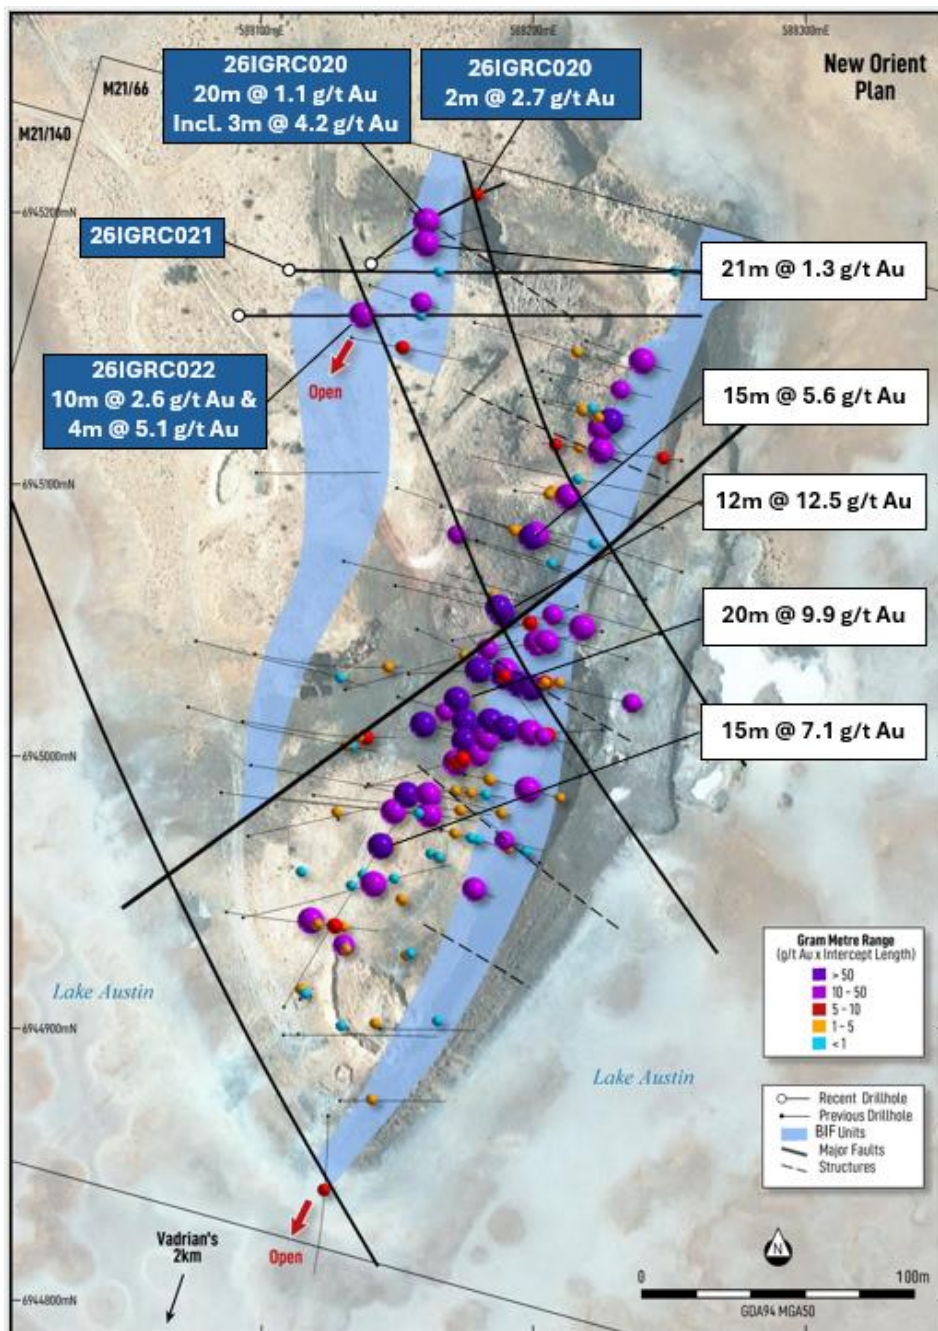 588100mE
588200mE
588300mE
New Orient
Plan
26IGRC020
20m @ 1.1 g/t Au
Incl. 3m @ 4.2 g/t Au
26IGRC020
2m @ 2.7 g/t Au
M21/66
M21/140
6945200mN
26IGRC021
21m @ 1.3 g/t Au
26IGRC022
10m @ 2.6 g/t Au &
4m @ 5.1 g/t Au
Open
15m @ 5.6 g/t Au
6945100mN
12m @ 12.5 g/t Au
20m @ 9.9 g/t Au
15m @ 7.1 g/t Au
6945000mN
Gram Metre Range
(g/t Au x Intercept Length)
> 50
10 - 50
5 - 10
1 - 5
< 1
Lake Austin
6944900mN
Lake Austin
Recent Drillhole
Previous Drillhole
BIF Units
Major Faults
Structures
Vadrian's
2km
Open
N
0
100m
6944800mN
GDA94 MGA50